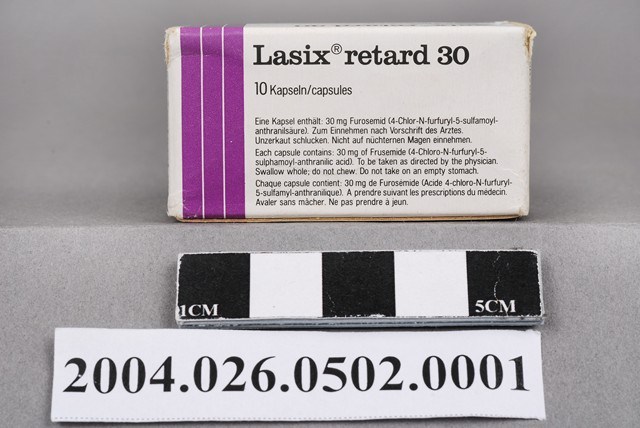 Lasix® retard 30
10 Kapseln/capsules
Eine Kapsel enthält: 30 mg Furosemid (4-Chlor-N-furfuryl-5-sulfamoyl-
anthranilsäure). Zum Einnehmen nach Vorschrift des Arztes.
Unzerkaut schlucken. Nicht auf nüchternen Magen einnehmen.
Each capsule contains: 30 mg of Frusemide (4-Chloro-N-furfuryl-5-
sulphamoyl-anthranilic acid). To be taken as directed by the physician.
Swallow whole; do not chew. Do not take on an empty stomach.
Chaque capsule contient: 30 mg de Furosémide (Acide 4-chloro-N-furfuryl-
5-sulfamyl-anthranilique). A prendre suivant les prescriptions du médecin.
Avaler sans mâcher. Ne pas prendre à jeun.
1CM 5CM
2004.026.0502.0001